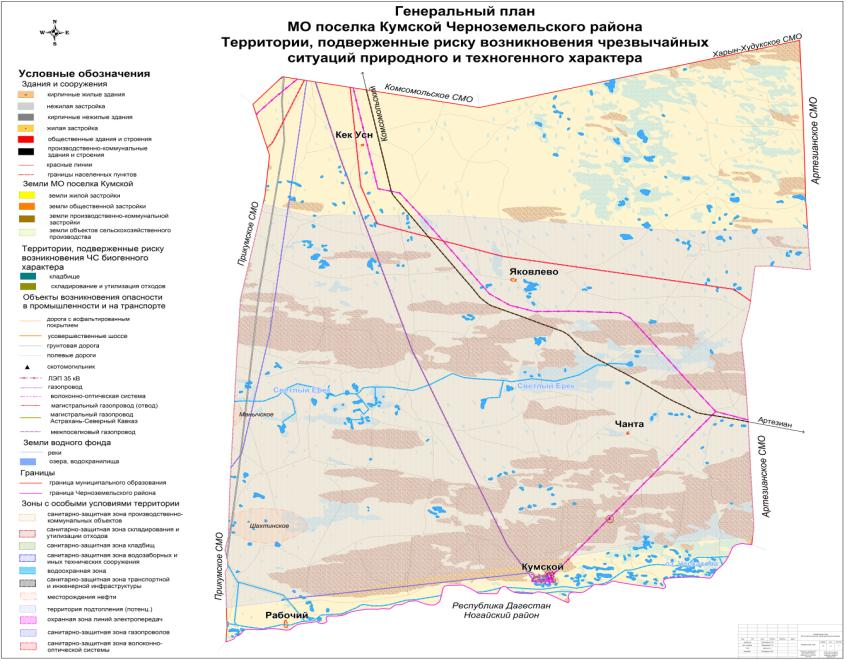 Генеральный план
МО поселка Кумской Черноземельского района
Территории, подверженные риску возникновения чрезвычайных
ситуаций природного и техногенного характера
N
W
E
S
Условные обозначения
Здания и сооружения
кирпичные жилые здания
нежилая застройка
кирпичные нежилые здания
жилая застройка
общественные здания и строения
производственно-коммунальные
здания и строения
красные линии
границы населенных пунктов
Земли МО поселка Кумской
земли жилой застройки
земли общественной застройки
земли производственно-коммунальной
застройки
земли объектов сельскохозяйственного
производства
Территории, подверженные риску
возникновения ЧС биогенного
характера
кладбище
складирование и утилизация отходов
Объекты возникновения опасности
в промышленности и на транспорте
дорога с асфальтированным
покрытием
усовершественные шоссе
грунтовая дорога
полевые дороги
скотомогильник
ЛЭП 35 кВ
газопровод
волоконно-оптическая система
магистральный газопровод (отвод)
магистральный газопровод
Астрахань-Северный Кавказ
межпоселковый газопровод
Земли водного фонда
реки
озера, водохранилища
Границы
граница муниципального образования
граница Черноземельского района
Зоны с особыми условиями территории
санитарно-защитная зона производственно-
коммунальных объектов
санитарно-защитная зона складирования и
утилизации отходов
санитарно-защитная зона кладбищ
санитарно-защитная зона водозаборных и
иных технических сооружения
водоохранная зона
санитарно-защитная зона транспортной
и инженерной инфраструктуры
месторождения нефти
территория подтопления (потенц.)
охранная зона линий электропередач
санитарно-защитная зона газопроволов
санитарно-защитная зона волоконно-
оптической системы
Харын-Худукское СМО
Комсомольское СМО
Комсомольский
Кек Усн
Артезианское СМО
Прикумское СМО
Яковлево
Светлый Ерек
Светлый Ерек
Манычское
Чанта
Артезиан
Артезианское СМО
Шахтинское
Прикумское СМО
Кумской
Рабочий
Республика Дагестан
Ногайский район